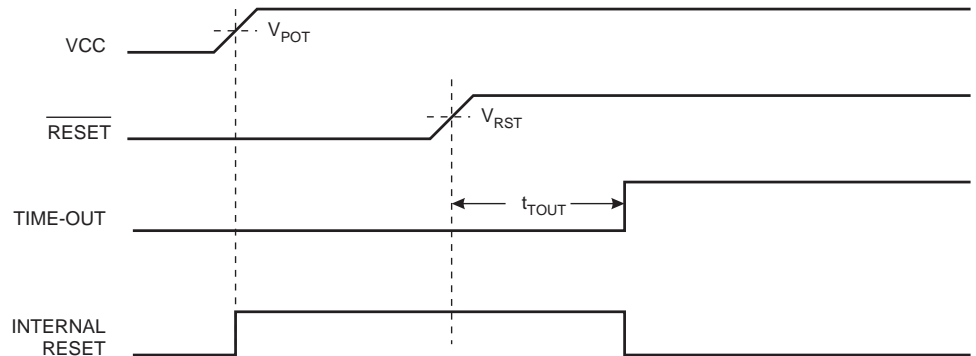 VCC
V_POT
RESET
V_RST
TIME-OUT
t_TOUT
INTERNAL
RESET